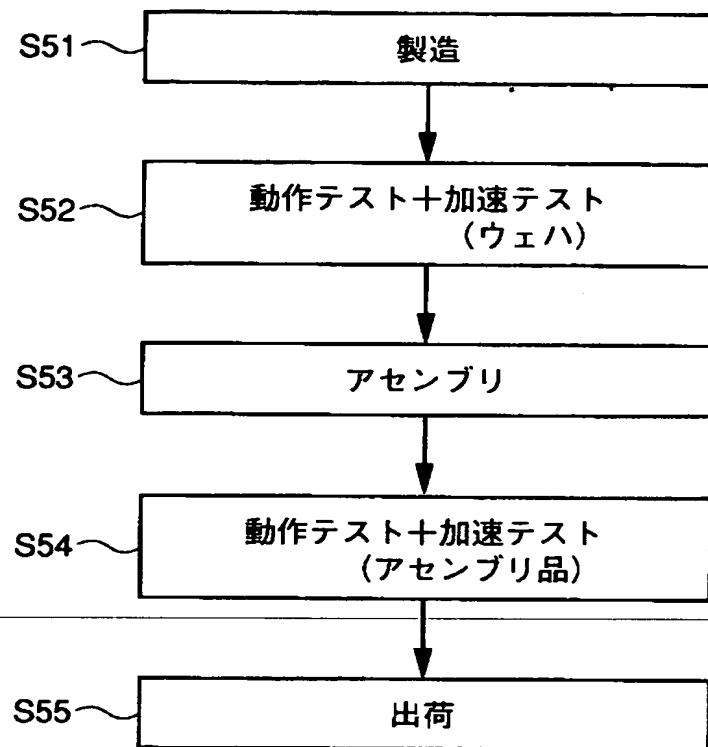 S51
製造
S52
動作テスト＋加速テスト
（ウェハ）
S53
アセンブリ
S54
動作テスト＋加速テスト
（アセンブリ品）
S55
出荷